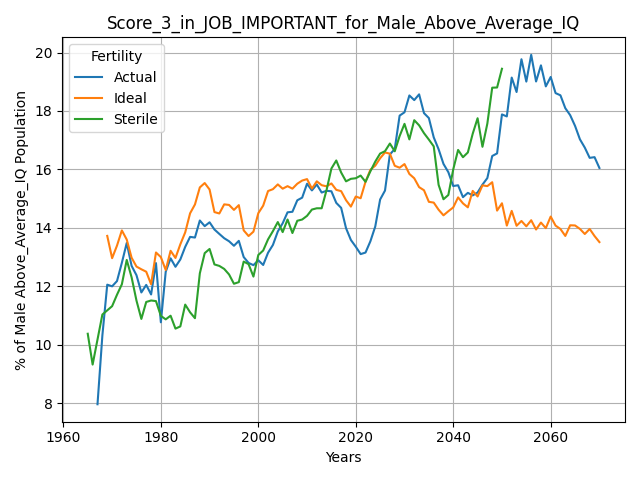 Score_3_in_JOB_IMPORTANT_for_Male_Above_Average_IQ
Fertility
Actual
Ideal
Sterile
% of Male Above_Average_IQ Population
20
18
16
14
12
10
8
1960
1980
2000
2020
2040
2060
Years